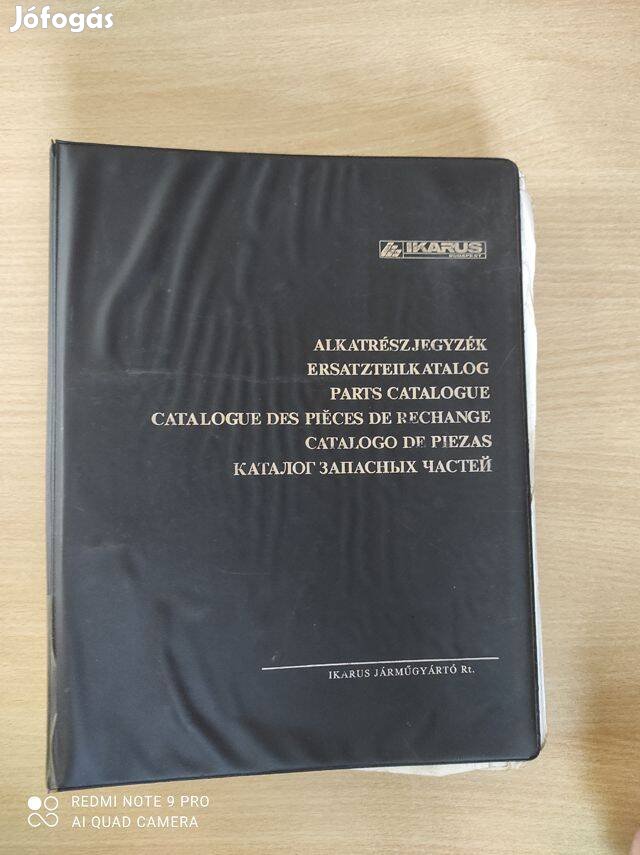 Jófogás
IKARUS
BUDAPEST
ALKATRÉSZJEGYZÉK
ERSATZTEILKATALOG
PARTS CATALOGUE
CATALOGUE DES PIĔCES DE RECHANGE
CATALOGO DE PIEZAS
КАТАЛОГ ЗАПАСНЫХ ЧАСТЕЙ
IKARUS JÁRMŰGYÁRTÓ Rt.
REDMI NOTE 9 PRO
AI QUAD CAMERA